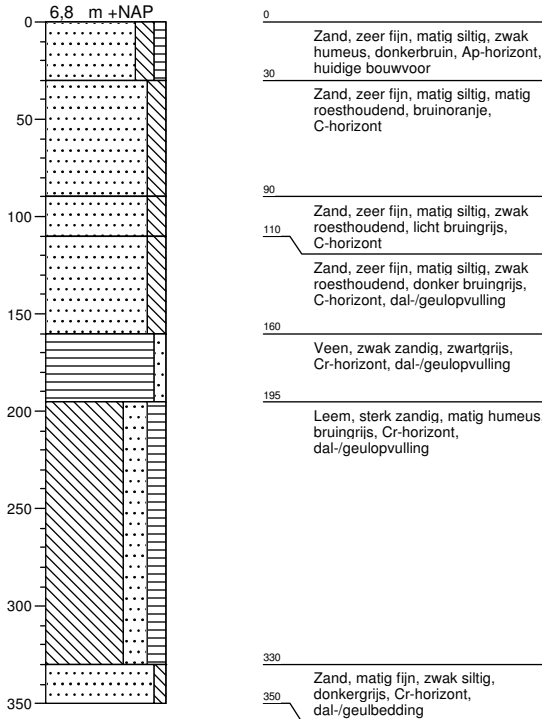 6,8 m +NAP
0
0
Zand, zeer fijn, matig siltig, zwak
humeus, donkerbruin, Ap-horizont,
huidige bouwvoor
30
Zand, zeer fijn, matig siltig, matig
roesthoudend, bruinoranje,
C-horizont
50
90
Zand, zeer fijn, matig siltig, zwak
roesthoudend, licht bruingrijs,
C-horizont
100
110
Zand, zeer fijn, matig siltig, zwak
roesthoudend, donker bruingrijs,
C-horizont, dal-/geulopvulling
150
160
Veen, zwak zandig, zwartgrijs,
Cr-horizont, dal-/geulopvulling
195
200
Leem, sterk zandig, matig humeus,
bruingrijs, Cr-horizont,
dal-/geulopvulling
250
300
330
Zand, matig fijn, zwak siltig,
donkergrijs, Cr-horizont,
dal-/geulbedding
350
350